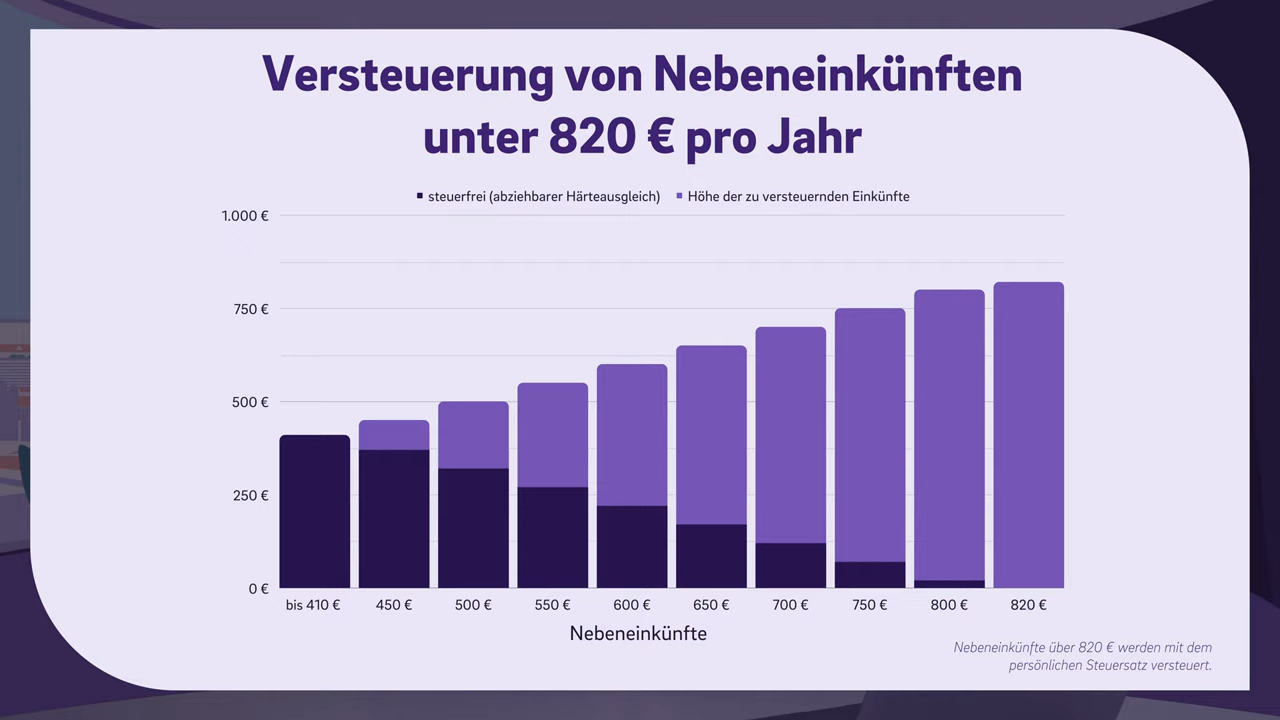 Versteuerung von Nebeneinkünften
unter 820 € pro Jahr
steuerfrei (abziehbarer Härteausgleich) Höhe der zu versteuernden Einkünfte
1.000 €
750 €
500 €
250 €
0 €
bis 410 € 450 € 500 € 550 € 600 € 650 € 700 € 750 € 800 € 820 €
Nebeneinkünfte
Nebeneinkünfte über 820 € werden mit dem
persönlichen Steuersatz versteuert.